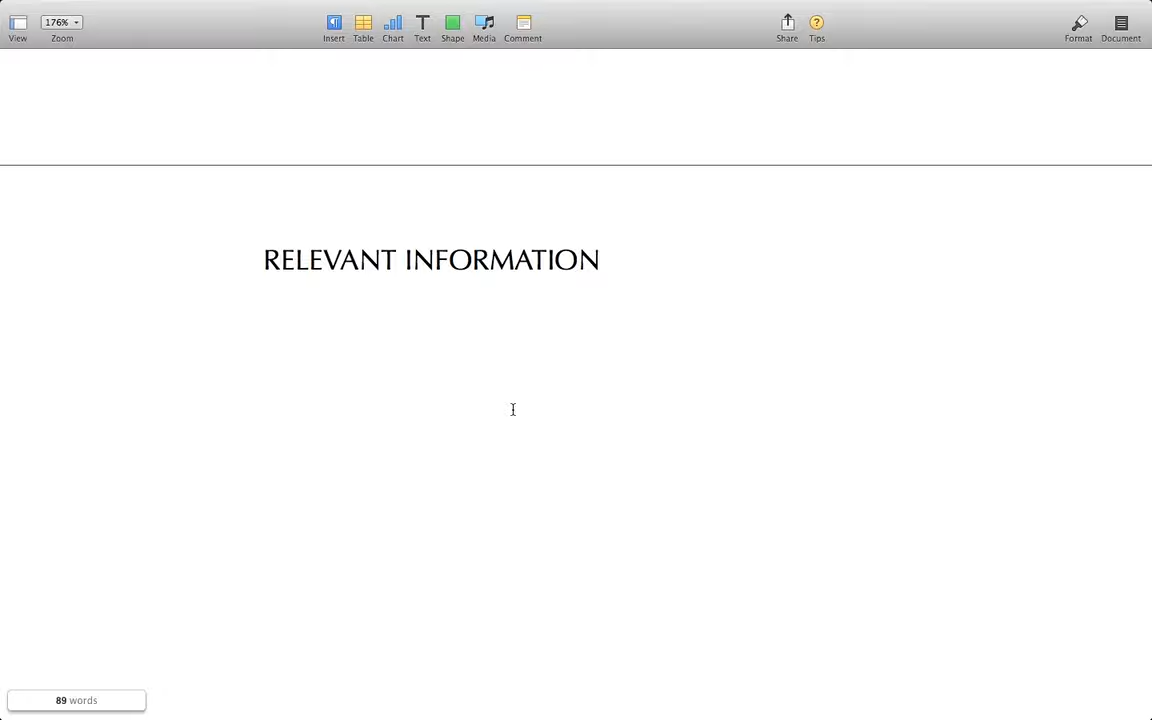 176%
View
Zoom
Insert
Table
Chart
Text
Shape
Media
Comment
Share
Tips
Format
Document
RELEVANT INFORMATION
89 words